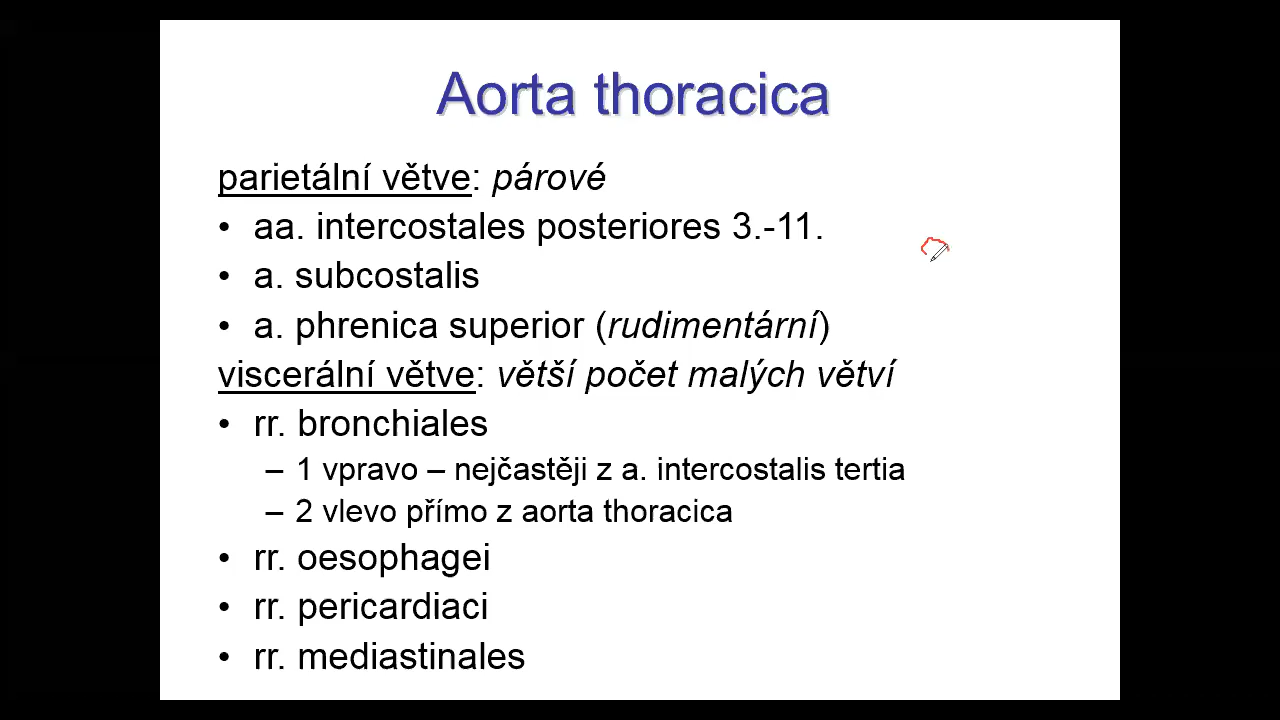 Aorta thoracica
parietální větve: párové
• aa. intercostales posteriores 3.-11.
• a. subcostalis
• a. phrenica superior (rudimentární)
viscerální větve: větší počet malých větví
• rr. bronchiales
– 1 vpravo – nejčastěji z a. intercostalis tertia
– 2 vlevo přímo z aorta thoracica
• rr. oesophagei
• rr. pericardiaci
• rr. mediastinales